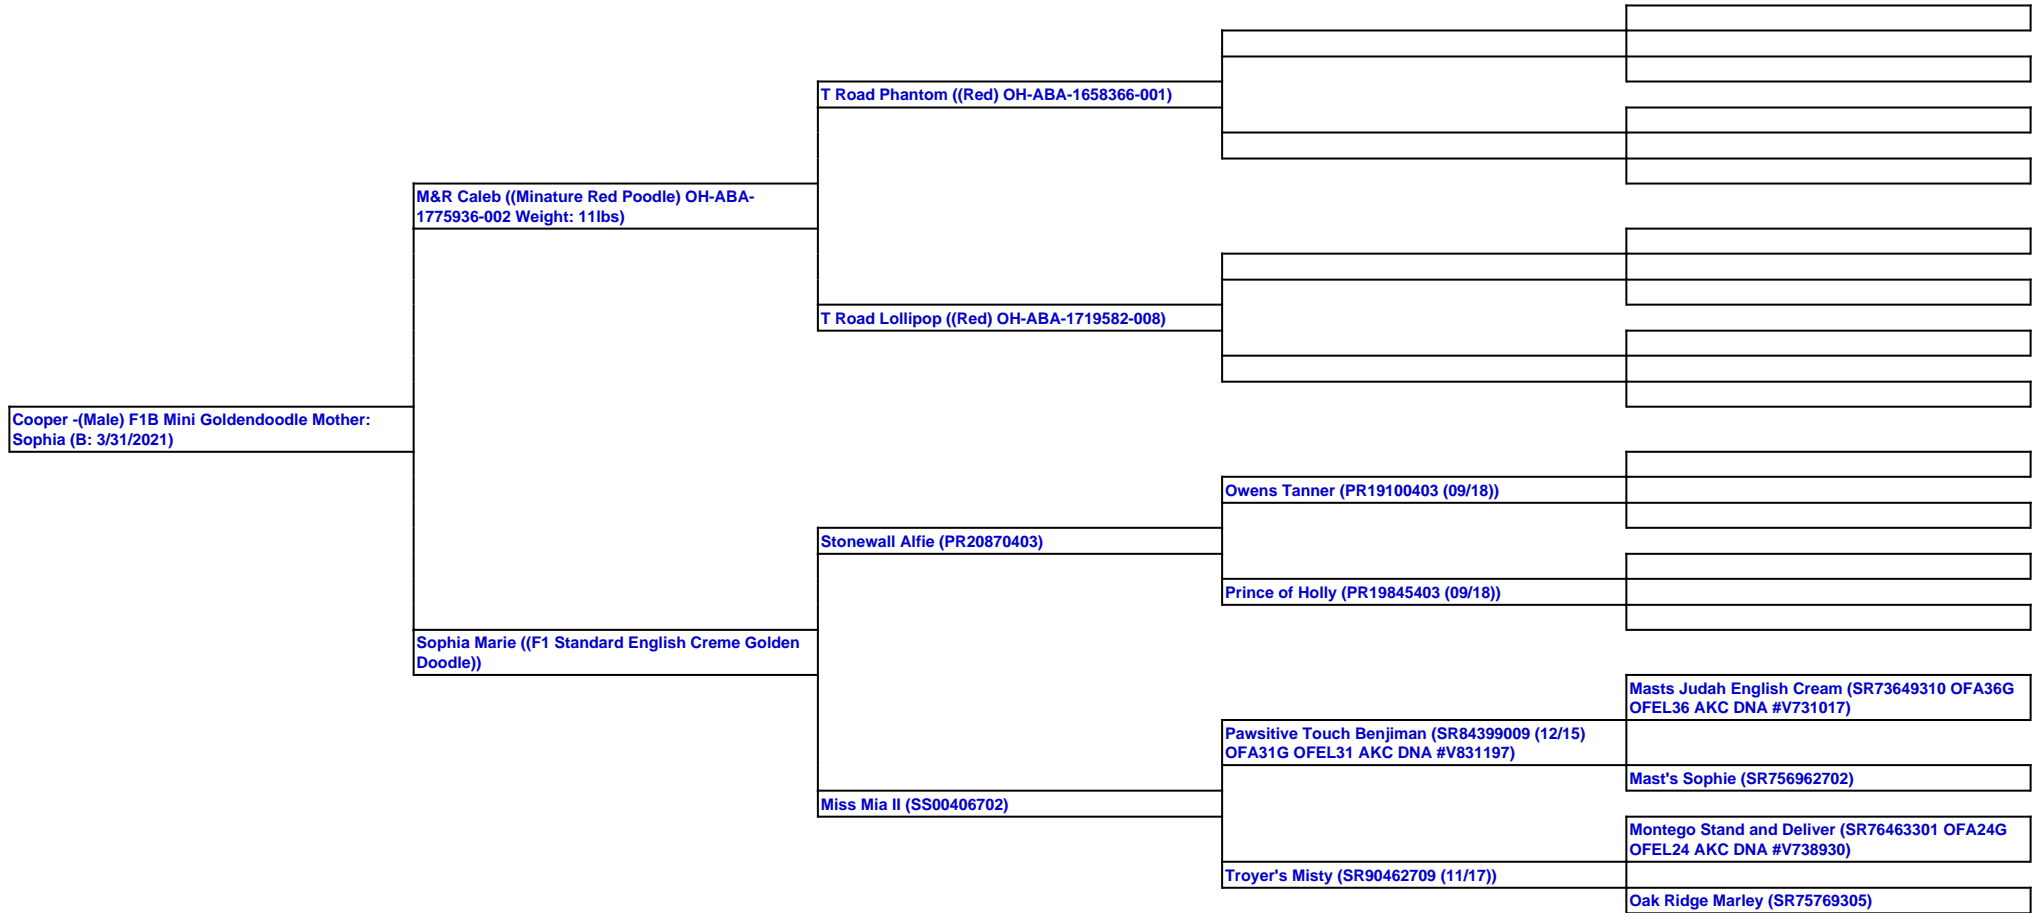 T Road Phantom ((Red) OH-ABA-1658366-001)
M&R Caleb ((Minature Red Poodle) OH-ABA-
1775936-002 Weight: 11lbs)
T Road Lollipop ((Red) OH-ABA-1719582-008)
Cooper -(Male) F1B Mini Goldendoodle Mother:
Sophia (B: 3/31/2021)
Owens Tanner (PR19100403 (09/18))
Stonewall Alfie (PR20870403)
Prince of Holly (PR19845403 (09/18))
Sophia Marie ((F1 Standard English Creme Golden
Doodle))
Masts Judah English Cream (SR73649310 OFA36G
OFEL36 AKC DNA #V731017)
Pawsitive Touch Benjiman (SR84399009 (12/15)
OFA31G OFEL31 AKC DNA #V831197)
Mast's Sophie (SR756962702)
Miss Mia II (SS00406702)
Montego Stand and Deliver (SR76463301 OFA24G
OFEL24 AKC DNA #V738930)
Troyer's Misty (SR90462709 (11/17))
Oak Ridge Marley (SR75769305)